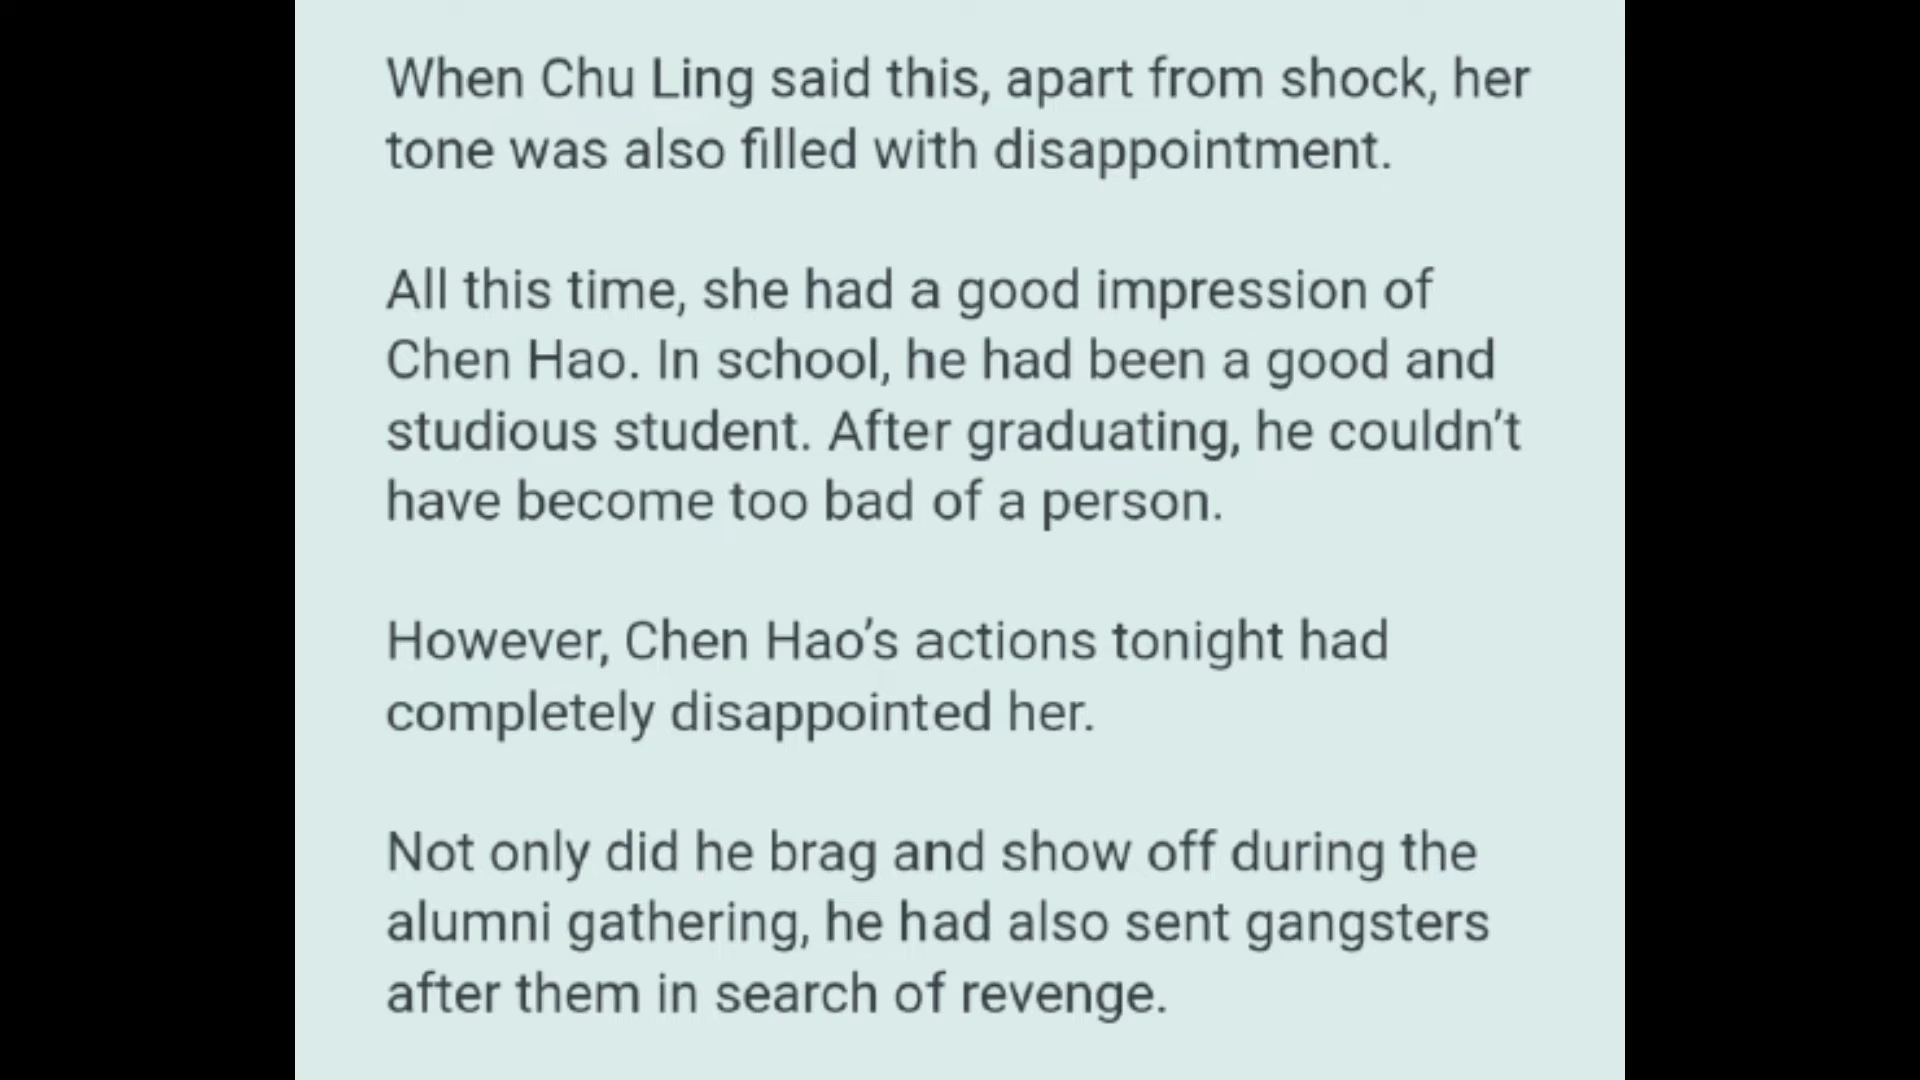 When Chu Ling said this, apart from shock, her
tone was also filled with disappointment.
All this time, she had a good impression of
Chen Hao. In school, he had been a good and
studious student. After graduating, he couldn’t
have become too bad of a person.
However, Chen Hao’s actions tonight had
completely disappointed her.
Not only did he brag and show off during the
alumni gathering, he had also sent gangsters
after them in search of revenge.